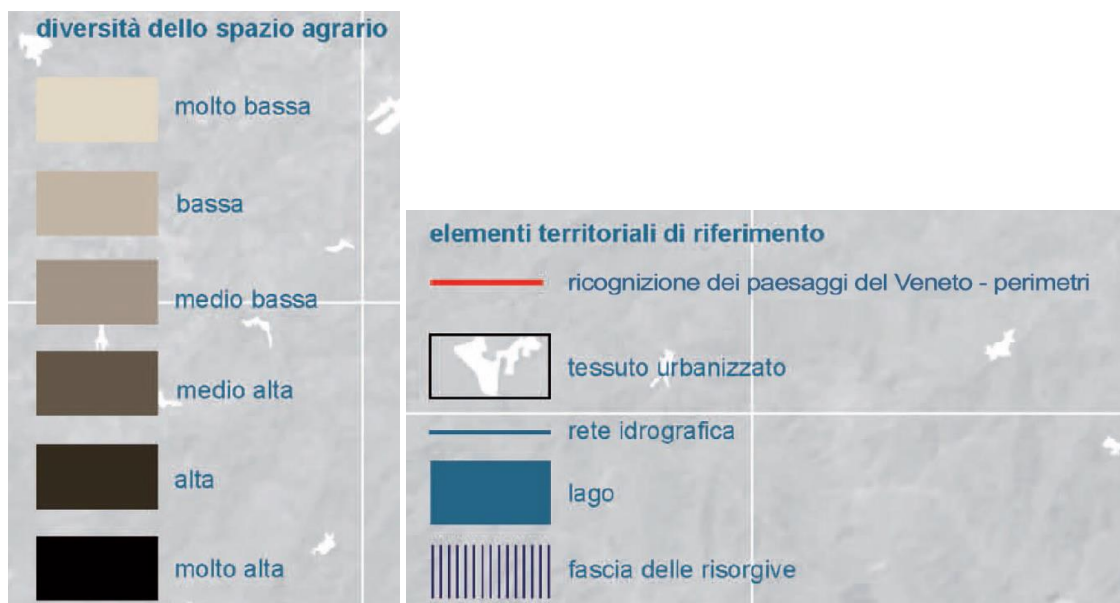 diversità dello spazio agrario
molto bassa
bassa
medio bassa
medio alta
alta
molto alta
elementi territoriali di riferimento
ricognizione dei paesaggi del Veneto - perimetri
tessuto urbanizzato
rete idrografica
lago
fascia delle risorgive